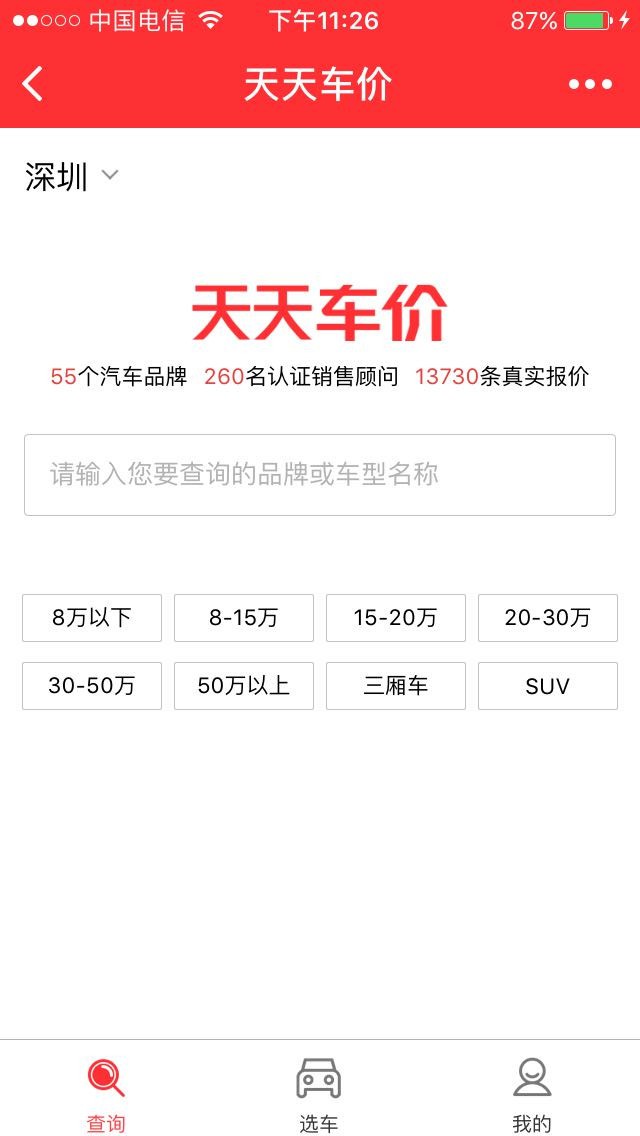 中国电信 下午11:26 87%
天天车价
深圳
天天车价
55个汽车品牌 260名认证销售顾问 13730条真实报价
请输入您要查询的品牌或车型名称
8万以下 8-15万 15-20万 20-30万
30-50万 50万以上 三厢车 SUV
查询 选车 我的